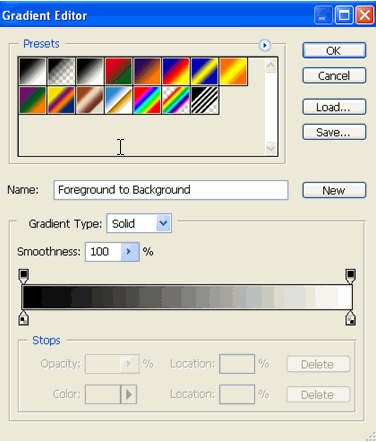 Gradient Editor
Presets
OK
Cancel
Load...
Save...
Name: Foreground to Background New
Gradient Type: Solid
Smoothness: 100 %
Stops
Opacity: % Location: % Delete
Color: Location: % Delete